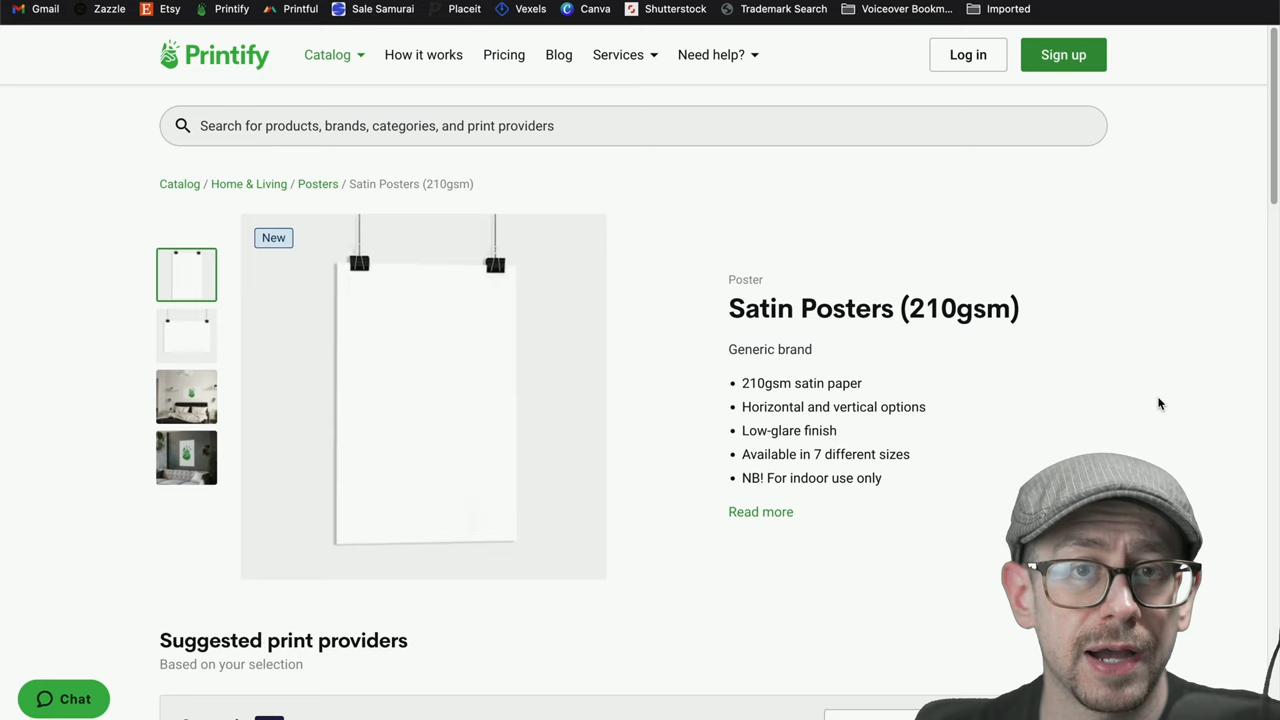 Gmail Zazzle Etsy Printify Printful Sale Samurai Placeit Vexels Canva Shutterstock Trademark Search Voiceover Bookm... Imported
Printify Catalog How it works Pricing Blog Services Need help? Log in Sign up
Search for products, brands, categories, and print providers
Catalog / Home & Living / Posters / Satin Posters (210gsm)
New
Poster
Satin Posters (210gsm)
Generic brand
• 210gsm satin paper
• Horizontal and vertical options
• Low-glare finish
• Available in 7 different sizes
• NB! For indoor use only
Read more
Suggested print providers
Based on your selection
Chat